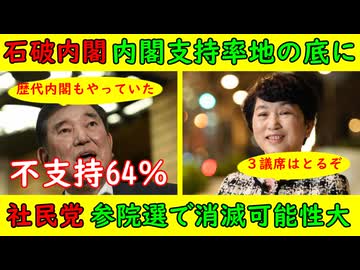 石破内閣 内閣支持率地の底に
歴代内閣もやっていた
3議席はとるぞ
不支持64%
社民党 参院選で消滅可能性大